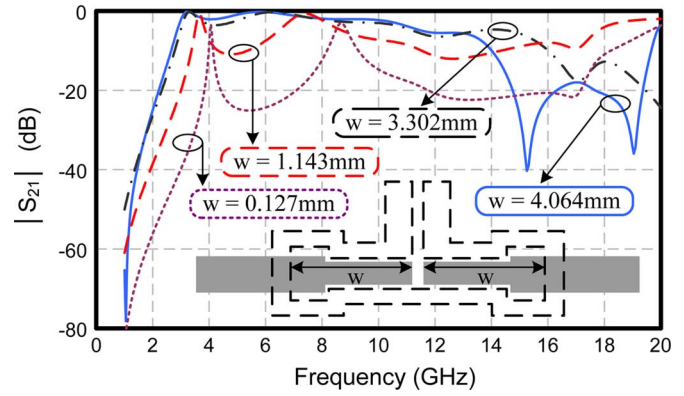 0
-20
-40
-60
-80
|S21| (dB)
w = 3.302mm
w = 1.143mm
w = 0.127mm
w = 4.064mm
w w
0 2 4 6 8 10 12 14 16 18 20
Frequency (GHz)